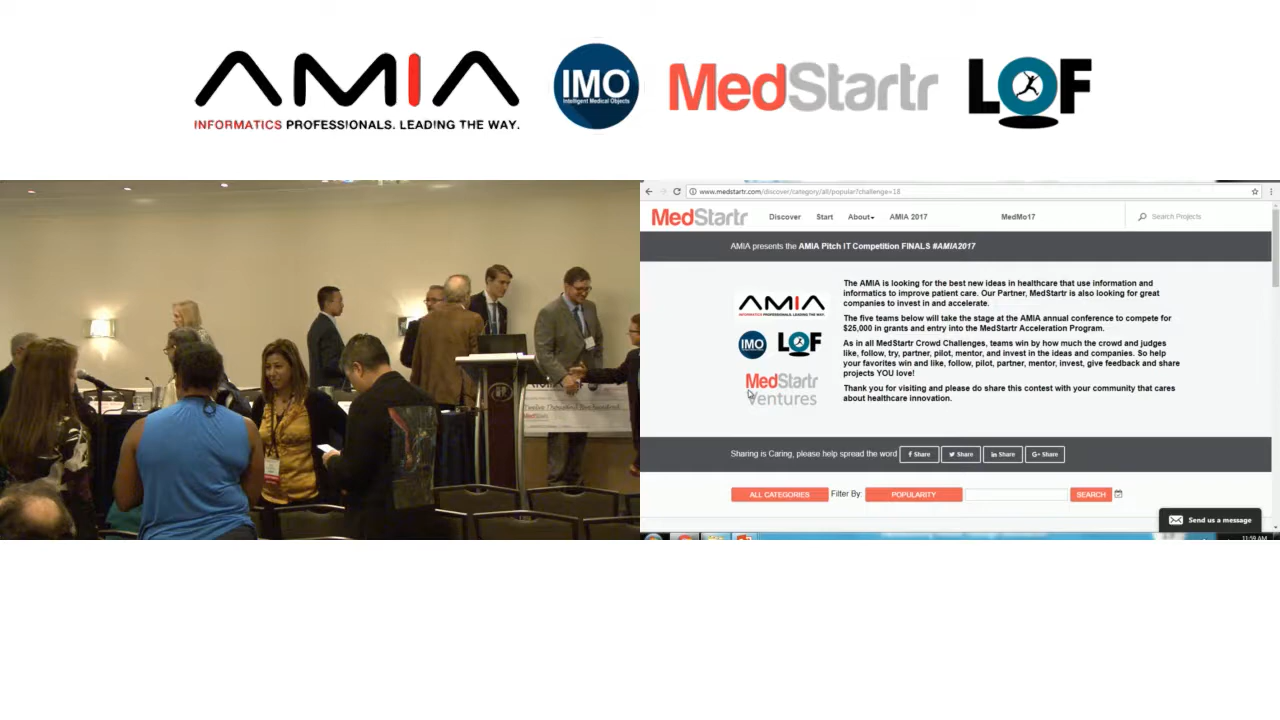 AMIA
INFORMATICS PROFESSIONALS. LEADING THE WAY.
IMO
Intelligent Medical Objects
MedStartr
LOF
www.medstartr.com/discover/category/all/popular?challenge=18
MedStartr
Discover
Start
About
AMIA 2017
MedMo17
Search Projects
AMIA presents the AMIA Pitch IT Competition FINALS #AMIA2017
AMIA
INFORMATICS PROFESSIONALS. LEADING THE WAY.
IMO
LOF
MedStartr
Ventures
The AMIA is looking for the best new ideas in healthcare that use information and
informatics to improve patient care. Our Partner, MedStartr is also looking for great
companies to invest in and accelerate.
The five teams below will take the stage at the AMIA annual conference to compete for
$25,000 in grants and entry into the MedStartr Acceleration Program.
As in all MedStartr Crowd Challenges, teams win by how much the crowd and judges
like, follow, try, partner, pilot, mentor, and invest in the ideas and companies. So help
your favorites win and like, follow, pilot, partner, mentor, invest, give feedback and share
projects YOU love!
Thank you for visiting and please do share this contest with your community that cares
about healthcare innovation.
Sharing is Caring, please help spread the word
f Share
Share
in Share
G+ Share
ALL CATEGORIES
Filter By:
POPULARITY
SEARCH
Send us a message
11:59 AM